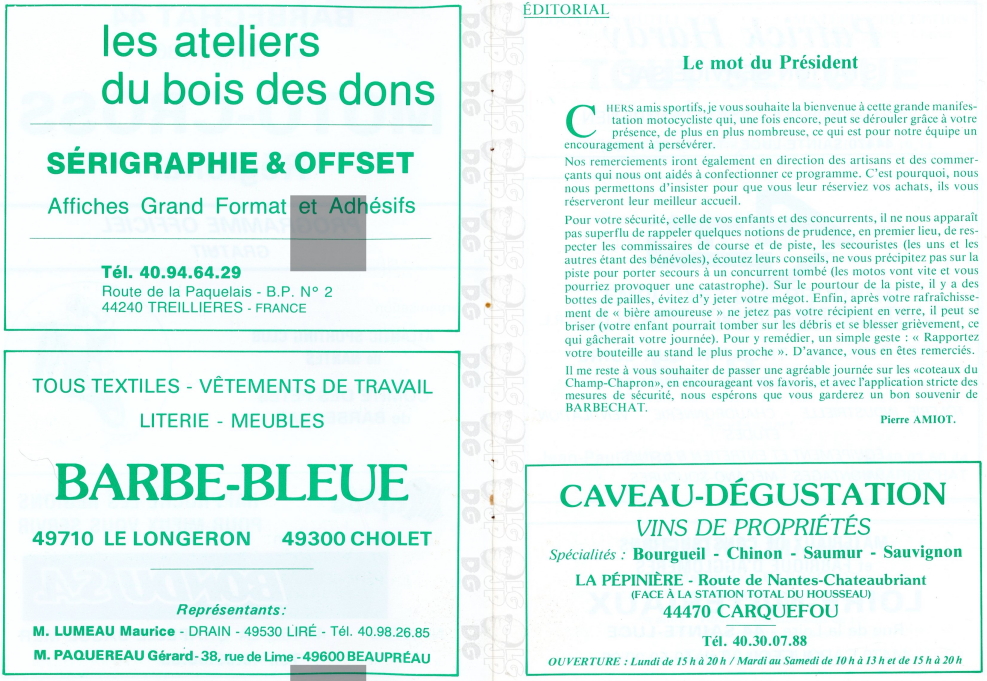 les ateliers
du bois des dons
SÉRIGRAPHIE & OFFSET
Affiches Grand Format et Adhésifs
Tél. 40.94.64.29
Route de la Paquelais - B.P. N° 2
44240 TREILLIERES - FRANCE
TOUS TEXTILES - VÊTEMENTS DE TRAVAIL
LITERIE - MEUBLES
BARBE-BLEUE
49710 LE LONGERON 49300 CHOLET
Représentants :
M. LUMEAU Maurice - DRAIN - 49530 LIRÉ - Tél. 40.98.26.85
M. PAQUEREAU Gérard - 38, rue de Lime - 49600 BEAUPRÉAU
ÉDITORIAL
Le mot du Président
CHERS amis sportifs, je vous souhaite la bienvenue à cette grande manifes-
tation motocycliste qui, une fois encore, peut se dérouler grâce à votre
présence, de plus en plus nombreuse, ce qui est pour notre équipe un
encouragement à persévérer.
Nos remerciements iront également en direction des artisans et des commer-
çants qui nous ont aidés à confectionner ce programme. C'est pourquoi, nous
nous permettons d'insister pour que vous leur réserviez vos achats, ils vous
réserveront leur meilleur accueil.
Pour votre sécurité, celle de vos enfants et des concurrents, il ne nous apparaît
pas superflu de rappeler quelques notions de prudence, en premier lieu, de res-
pecter les commissaires de course et de piste, les secouristes (les uns et les
autres étant des bénévoles), écoutez leurs conseils, ne vous précipitez pas sur la
piste pour porter secours à un concurrent tombé (les motos vont vite et vous
pourriez provoquer une catastrophe). Sur le pourtour de la piste, il y a des
bottes de pailles, évitez d'y jeter votre mégot. Enfin, après votre rafraîchisse-
ment de « bière amoureuse » ne jetez pas votre récipient en verre, il peut se
briser (votre enfant pourrait tomber sur les débris et se blesser grièvement, ce
qui gâcherait votre journée). Pour y remédier, un simple geste : « Rapportez
votre bouteille au stand le plus proche ». D'avance, vous en êtes remerciés.
Il me reste à vous souhaiter de passer une agréable journée sur les «coteaux du
Champ-Chapron», en encourageant vos favoris, et avec l'application stricte des
mesures de sécurité, nous espérons que vous garderez un bon souvenir de
BARBECHAT.
Pierre AMIOT.
CAVEAU-DÉGUSTATION
VINS DE PROPRIÉTÉS
Spécialités : Bourgueil - Chinon - Saumur - Sauvignon
LA PÉPINIÈRE - Route de Nantes-Chateaubriant
(FACE À LA STATION TOTAL DU HOUSSEAU)
44470 CARQUEFOU
Tél. 40.30.07.88
OUVERTURE : Lundi de 15 h à 20 h / Mardi au Samedi de 10 h à 13 h et de 15 h à 20 h